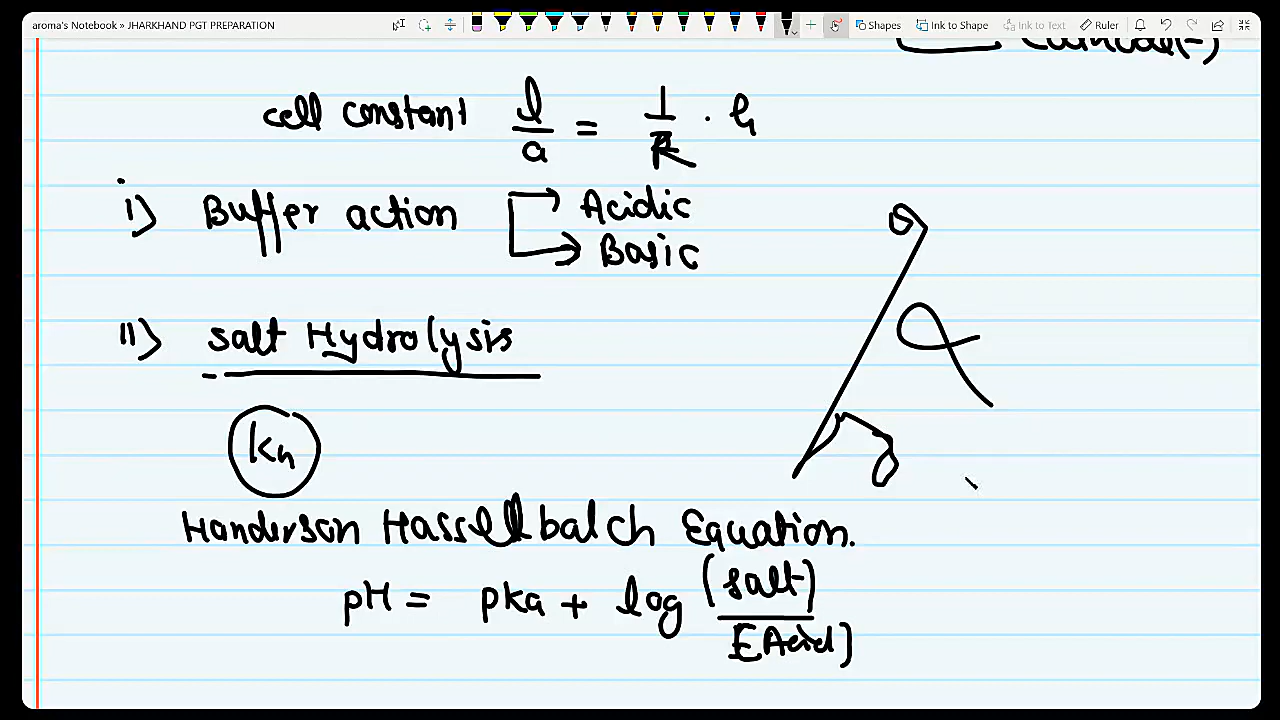 aroma's Notebook » JHARKHAND PGT PREPARATION
Shapes Ink to Shape Ink to Text Ruler
cell constant l/a = 1/R ·
i) Buffer action → Acidic
→ Basic
II) Salt Hydrolysis
Kh
Handerson Hassellbalch Equation.
pH = pka + log (salt)/[Acid]